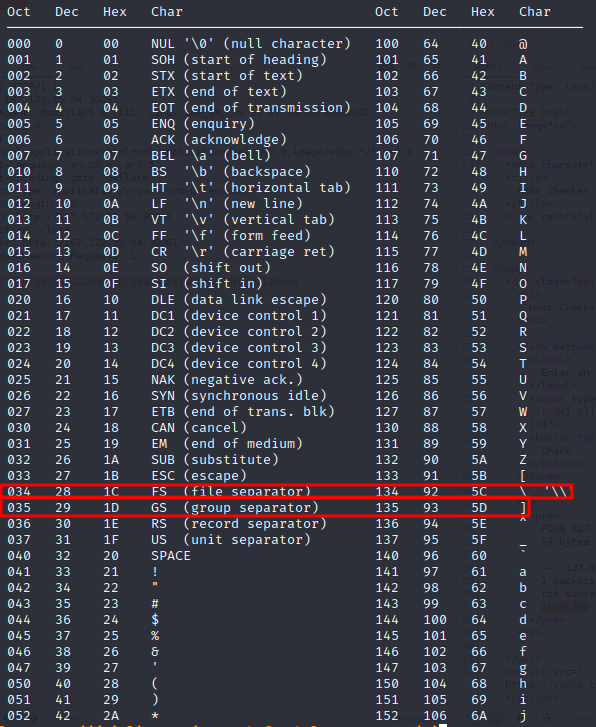 Oct Dec Hex Char Oct Dec Hex Char
000 0 00 NUL '\0' (null character) 100 64 40 @
001 1 01 SOH (start of heading) 101 65 41 A
002 2 02 STX (start of text) 102 66 42 B
003 3 03 ETX (end of text) 103 67 43 C
004 4 04 EOT (end of transmission) 104 68 44 D
005 5 05 ENQ (enquiry) 105 69 45 E
006 6 06 ACK (acknowledge) 106 70 46 F
007 7 07 BEL '\a' (bell) 107 71 47 G
010 8 08 BS '\b' (backspace) 110 72 48 H
011 9 09 HT '\t' (horizontal tab) 111 73 49 I
012 10 0A LF '\n' (new line) 112 74 4A J
013 11 0B VT '\v' (vertical tab) 113 75 4B K
014 12 0C FF '\f' (form feed) 114 76 4C L
015 13 0D CR '\r' (carriage ret) 115 77 4D M
016 14 0E SO (shift out) 116 78 4E N
017 15 0F SI (shift in) 117 79 4F O
020 16 10 DLE (data link escape) 120 80 50 P
021 17 11 DC1 (device control 1) 121 81 51 Q
022 18 12 DC2 (device control 2) 122 82 52 R
023 19 13 DC3 (device control 3) 123 83 53 S
024 20 14 DC4 (device control 4) 124 84 54 T
025 21 15 NAK (negative ack.) 125 85 55 U
026 22 16 SYN (synchronous idle) 126 86 56 V
027 23 17 ETB (end of trans. blk) 127 87 57 W
030 24 18 CAN (cancel) 130 88 58 X
031 25 19 EM (end of medium) 131 89 59 Y
032 26 1A SUB (substitute) 132 90 5A Z
033 27 1B ESC (escape) 133 91 5B [
034 28 1C FS (file separator) 134 92 5C \ '\\
035 29 1D GS (group separator) 135 93 5D ]
036 30 1E RS (record separator) 136 94 5E ^
037 31 1F US (unit separator) 137 95 5F _
040 32 20 SPACE 140 96 60 `
041 33 21 ! 141 97 61 a
042 34 22 " 142 98 62 b
043 35 23 # 143 99 63 c
044 36 24 $ 144 100 64 d
045 37 25 % 145 101 65 e
046 38 26 & 146 102 66 f
047 39 27 ' 147 103 67 g
050 40 28 ( 150 104 68 h
051 41 29 ) 151 105 69 i
052 42 2A * 152 106 6A j